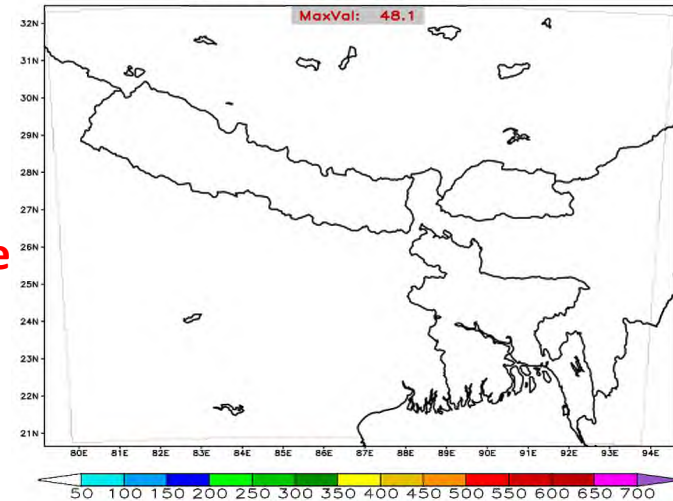 MaxVal: 48.1
32N
31N
30N
29N
28N
27N
26N
e
25N
24N
23N
22N
21N
80E 81E 82E 83E 84E 85E 86E 87E 88E 89E 90E 91E 92E 93E 94E
50 100 150 200 250 300 350 400 450 500 550 600 650 700